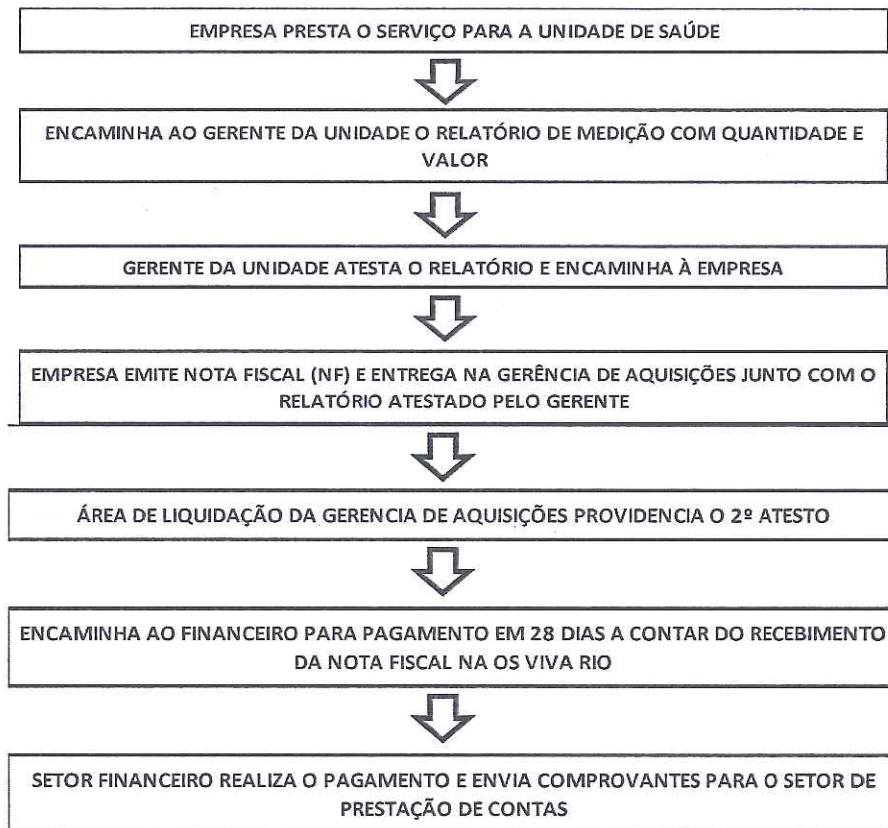 EMPRESA PRESTA O SERVIÇO PARA A UNIDADE DE SAÚDE
ENCAMINHA AO GERENTE DA UNIDADE O RELATÓRIO DE MEDIÇÃO COM QUANTIDADE E
VALOR
GERENTE DA UNIDADE ATESTA O RELATÓRIO E ENCAMINHA À EMPRESA
EMPRESA EMITE NOTA FISCAL (NF) E ENTREGA NA GERÊNCIA DE AQUISIÇÕES JUNTO COM O
RELATÓRIO ATESTADO PELO GERENTE
ÁREA DE LIQUIDAÇÃO DA GERENCIA DE AQUISIÇÕES PROVIDENCIA O 2º ATESTO
ENCAMINHA AO FINANCEIRO PARA PAGAMENTO EM 28 DIAS A CONTAR DO RECEBIMENTO
DA NOTA FISCAL NA OS VIVA RIO
SETOR FINANCEIRO REALIZA O PAGAMENTO E ENVIA COMPROVANTES PARA O SETOR DE
PRESTAÇÃO DE CONTAS